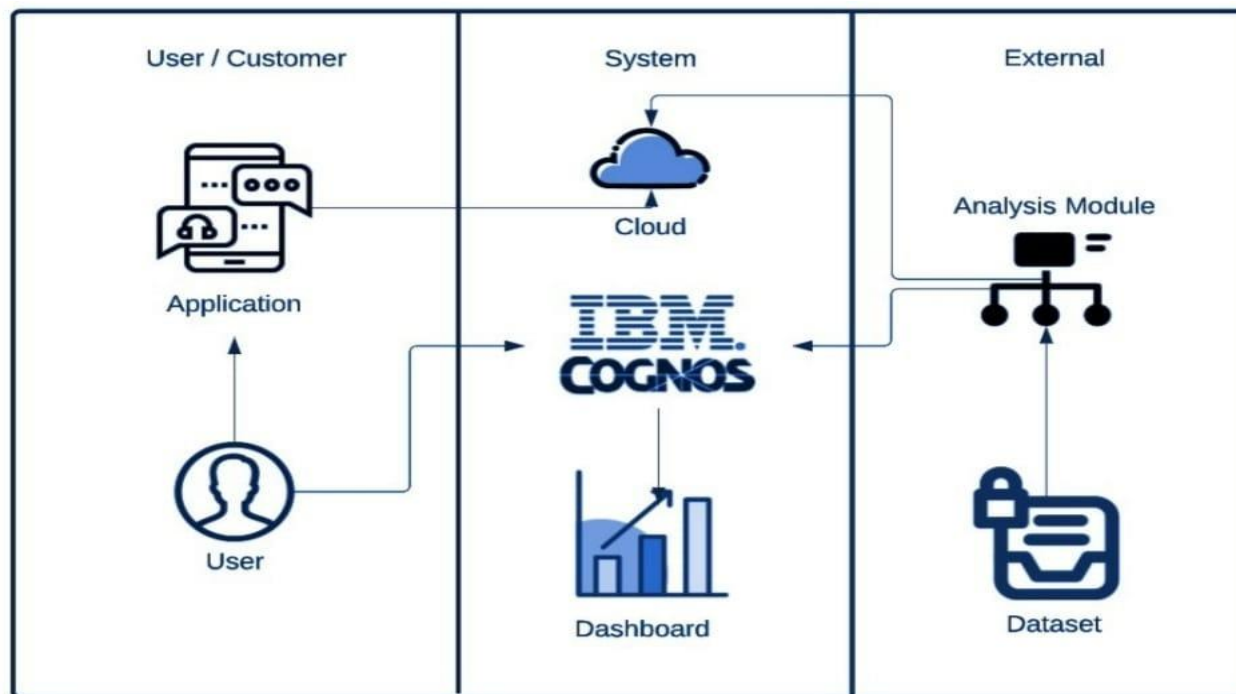 User / Customer
System
External
Cloud
Analysis Module
Application
IBM.
COGNOS
User
Dashboard
Dataset